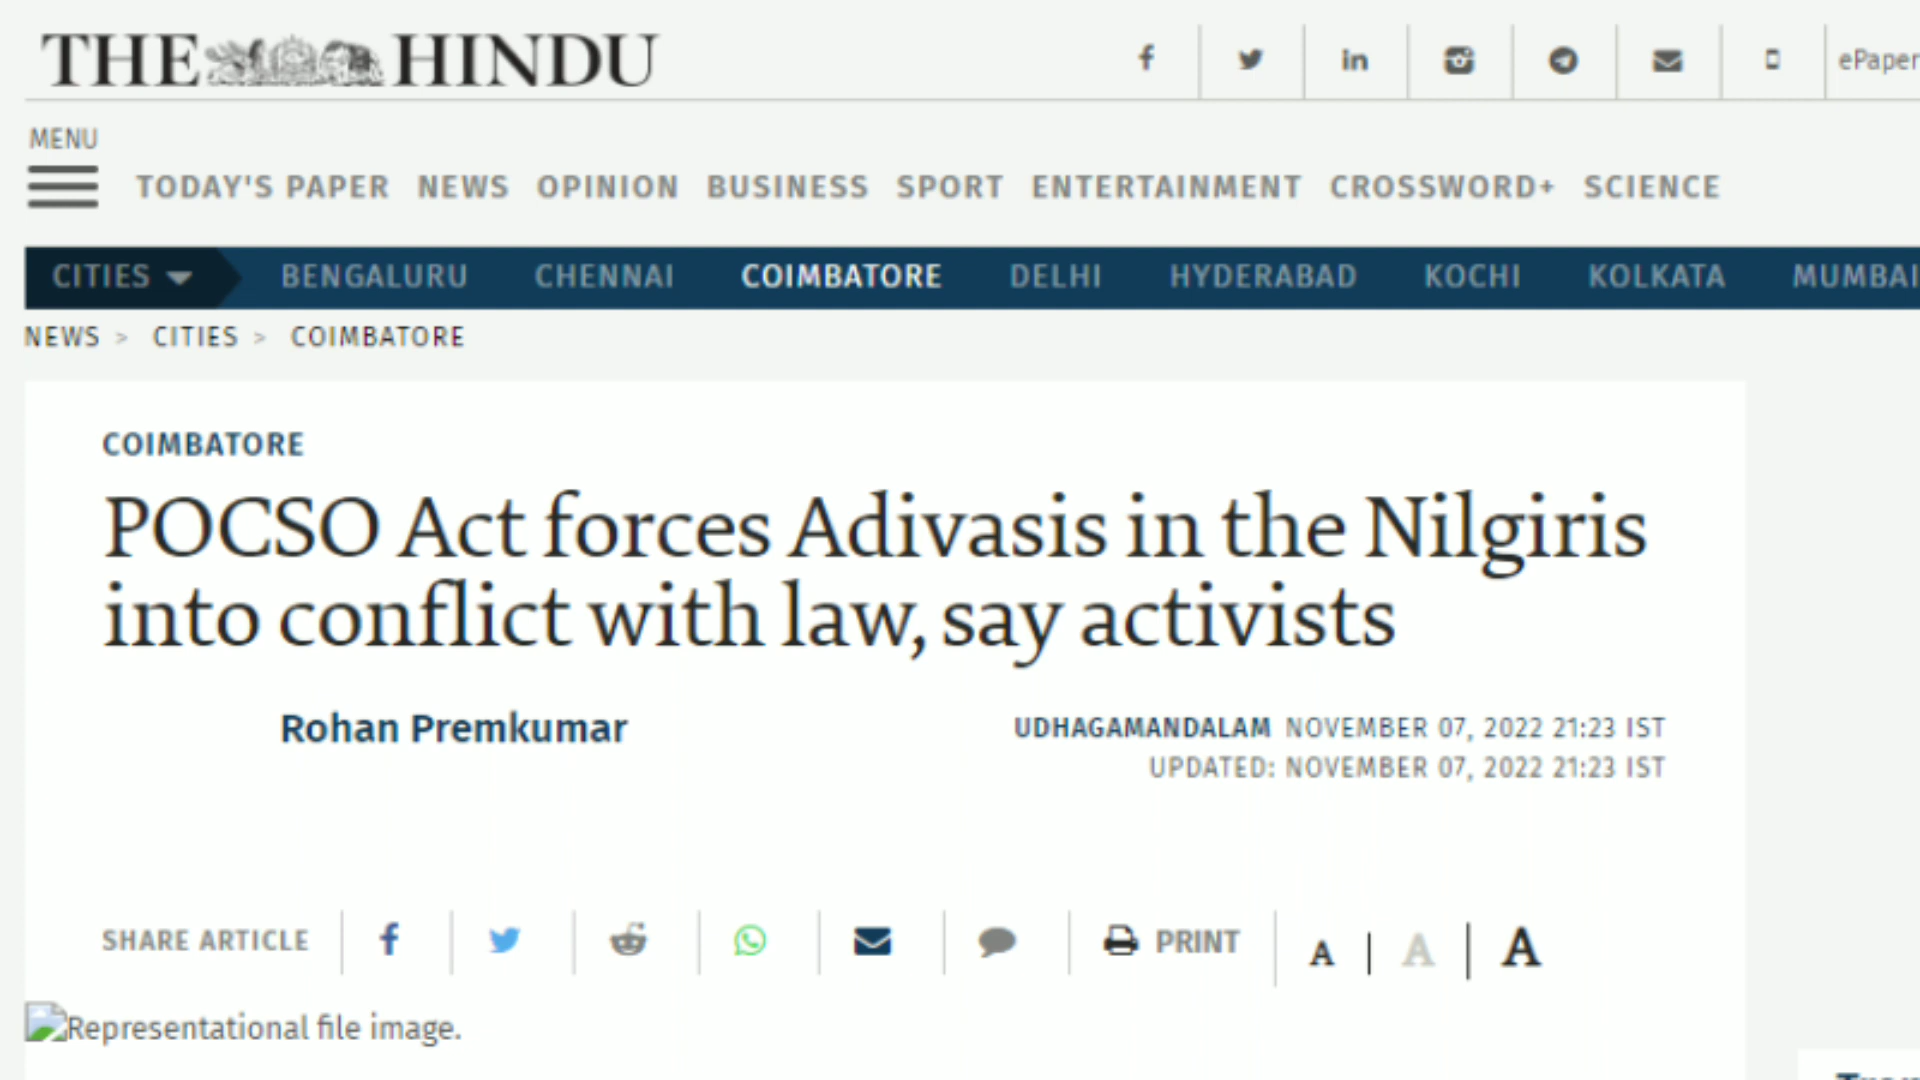 THE HINDU
ePaper
MENU
TODAY'S PAPER NEWS OPINION BUSINESS SPORT ENTERTAINMENT CROSSWORD+ SCIENCE
CITIES BENGALURU CHENNAI COIMBATORE DELHI HYDERABAD KOCHI KOLKATA MUMBAI
NEWS > CITIES > COIMBATORE
COIMBATORE
POCSO Act forces Adivasis in the Nilgiris
into conflict with law, say activists
Rohan Premkumar
UDHAGAMANDALAM NOVEMBER 07, 2022 21:23 IST
UPDATED: NOVEMBER 07, 2022 21:23 IST
SHARE ARTICLE PRINT A | A | A
Representational file image.